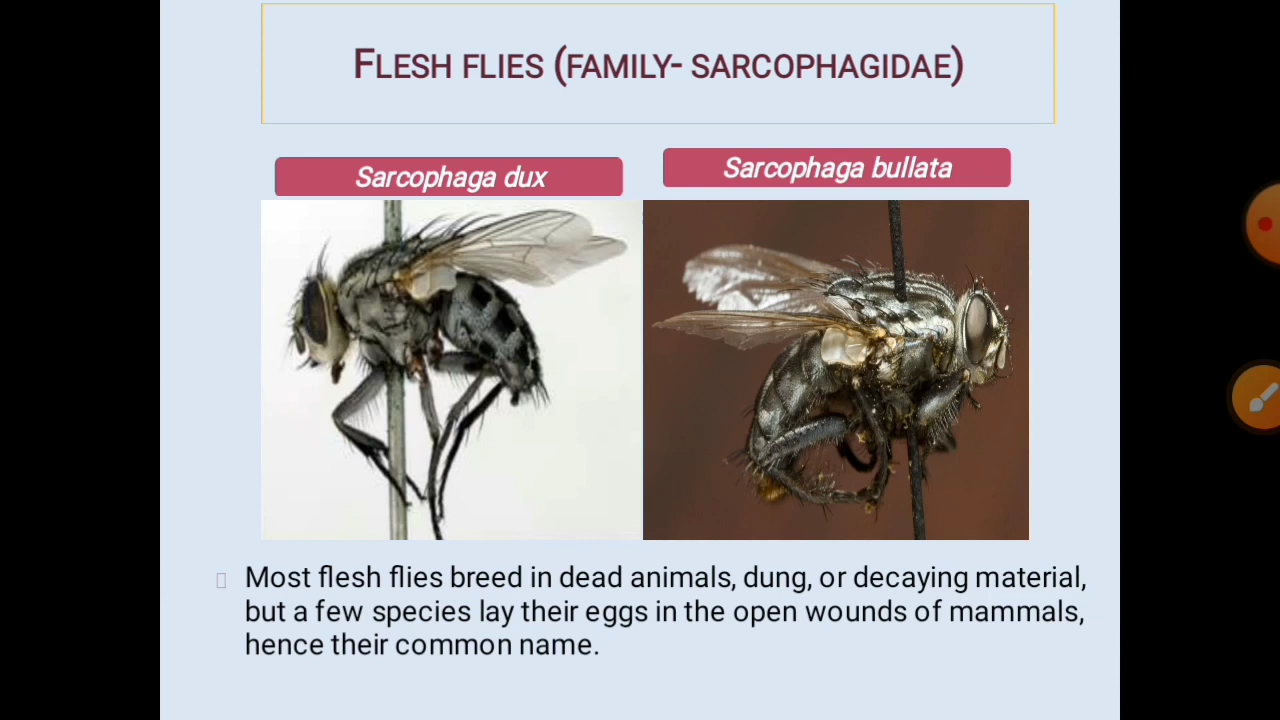 FLESH FLIES (FAMILY- SARCOPHAGIDAE)
Sarcophaga dux
Sarcophaga bullata
Most flesh flies breed in dead animals, dung, or decaying material,
but a few species lay their eggs in the open wounds of mammals,
hence their common name.